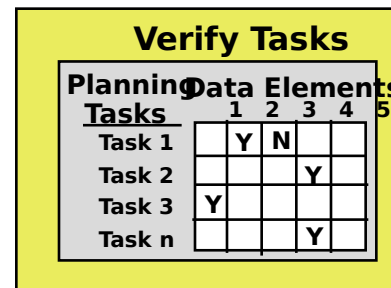 Verify Tasks
Planning Data Elements
Tasks 1 2 3 4 5
Task 1 Y N
Task 2 Y
Task 3 Y
Task n Y